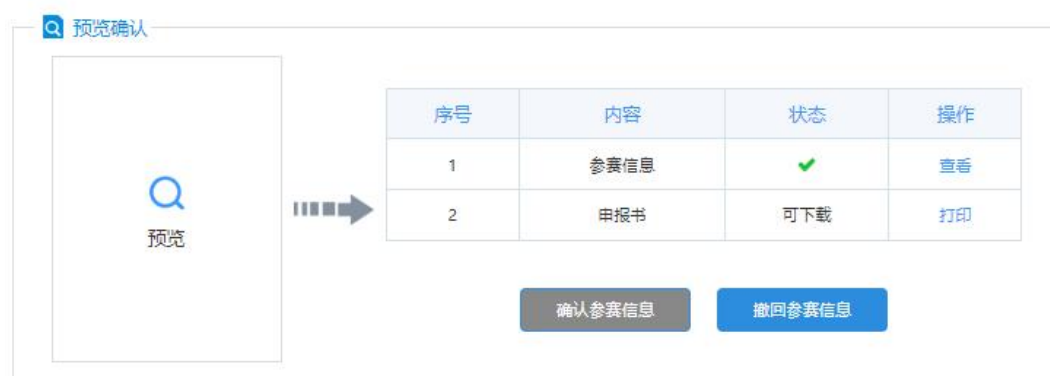 预览确认
预览
序号 内容 状态 操作
1 参赛信息 查看
2 申报书 可下载 打印
确认参赛信息 撤回参赛信息